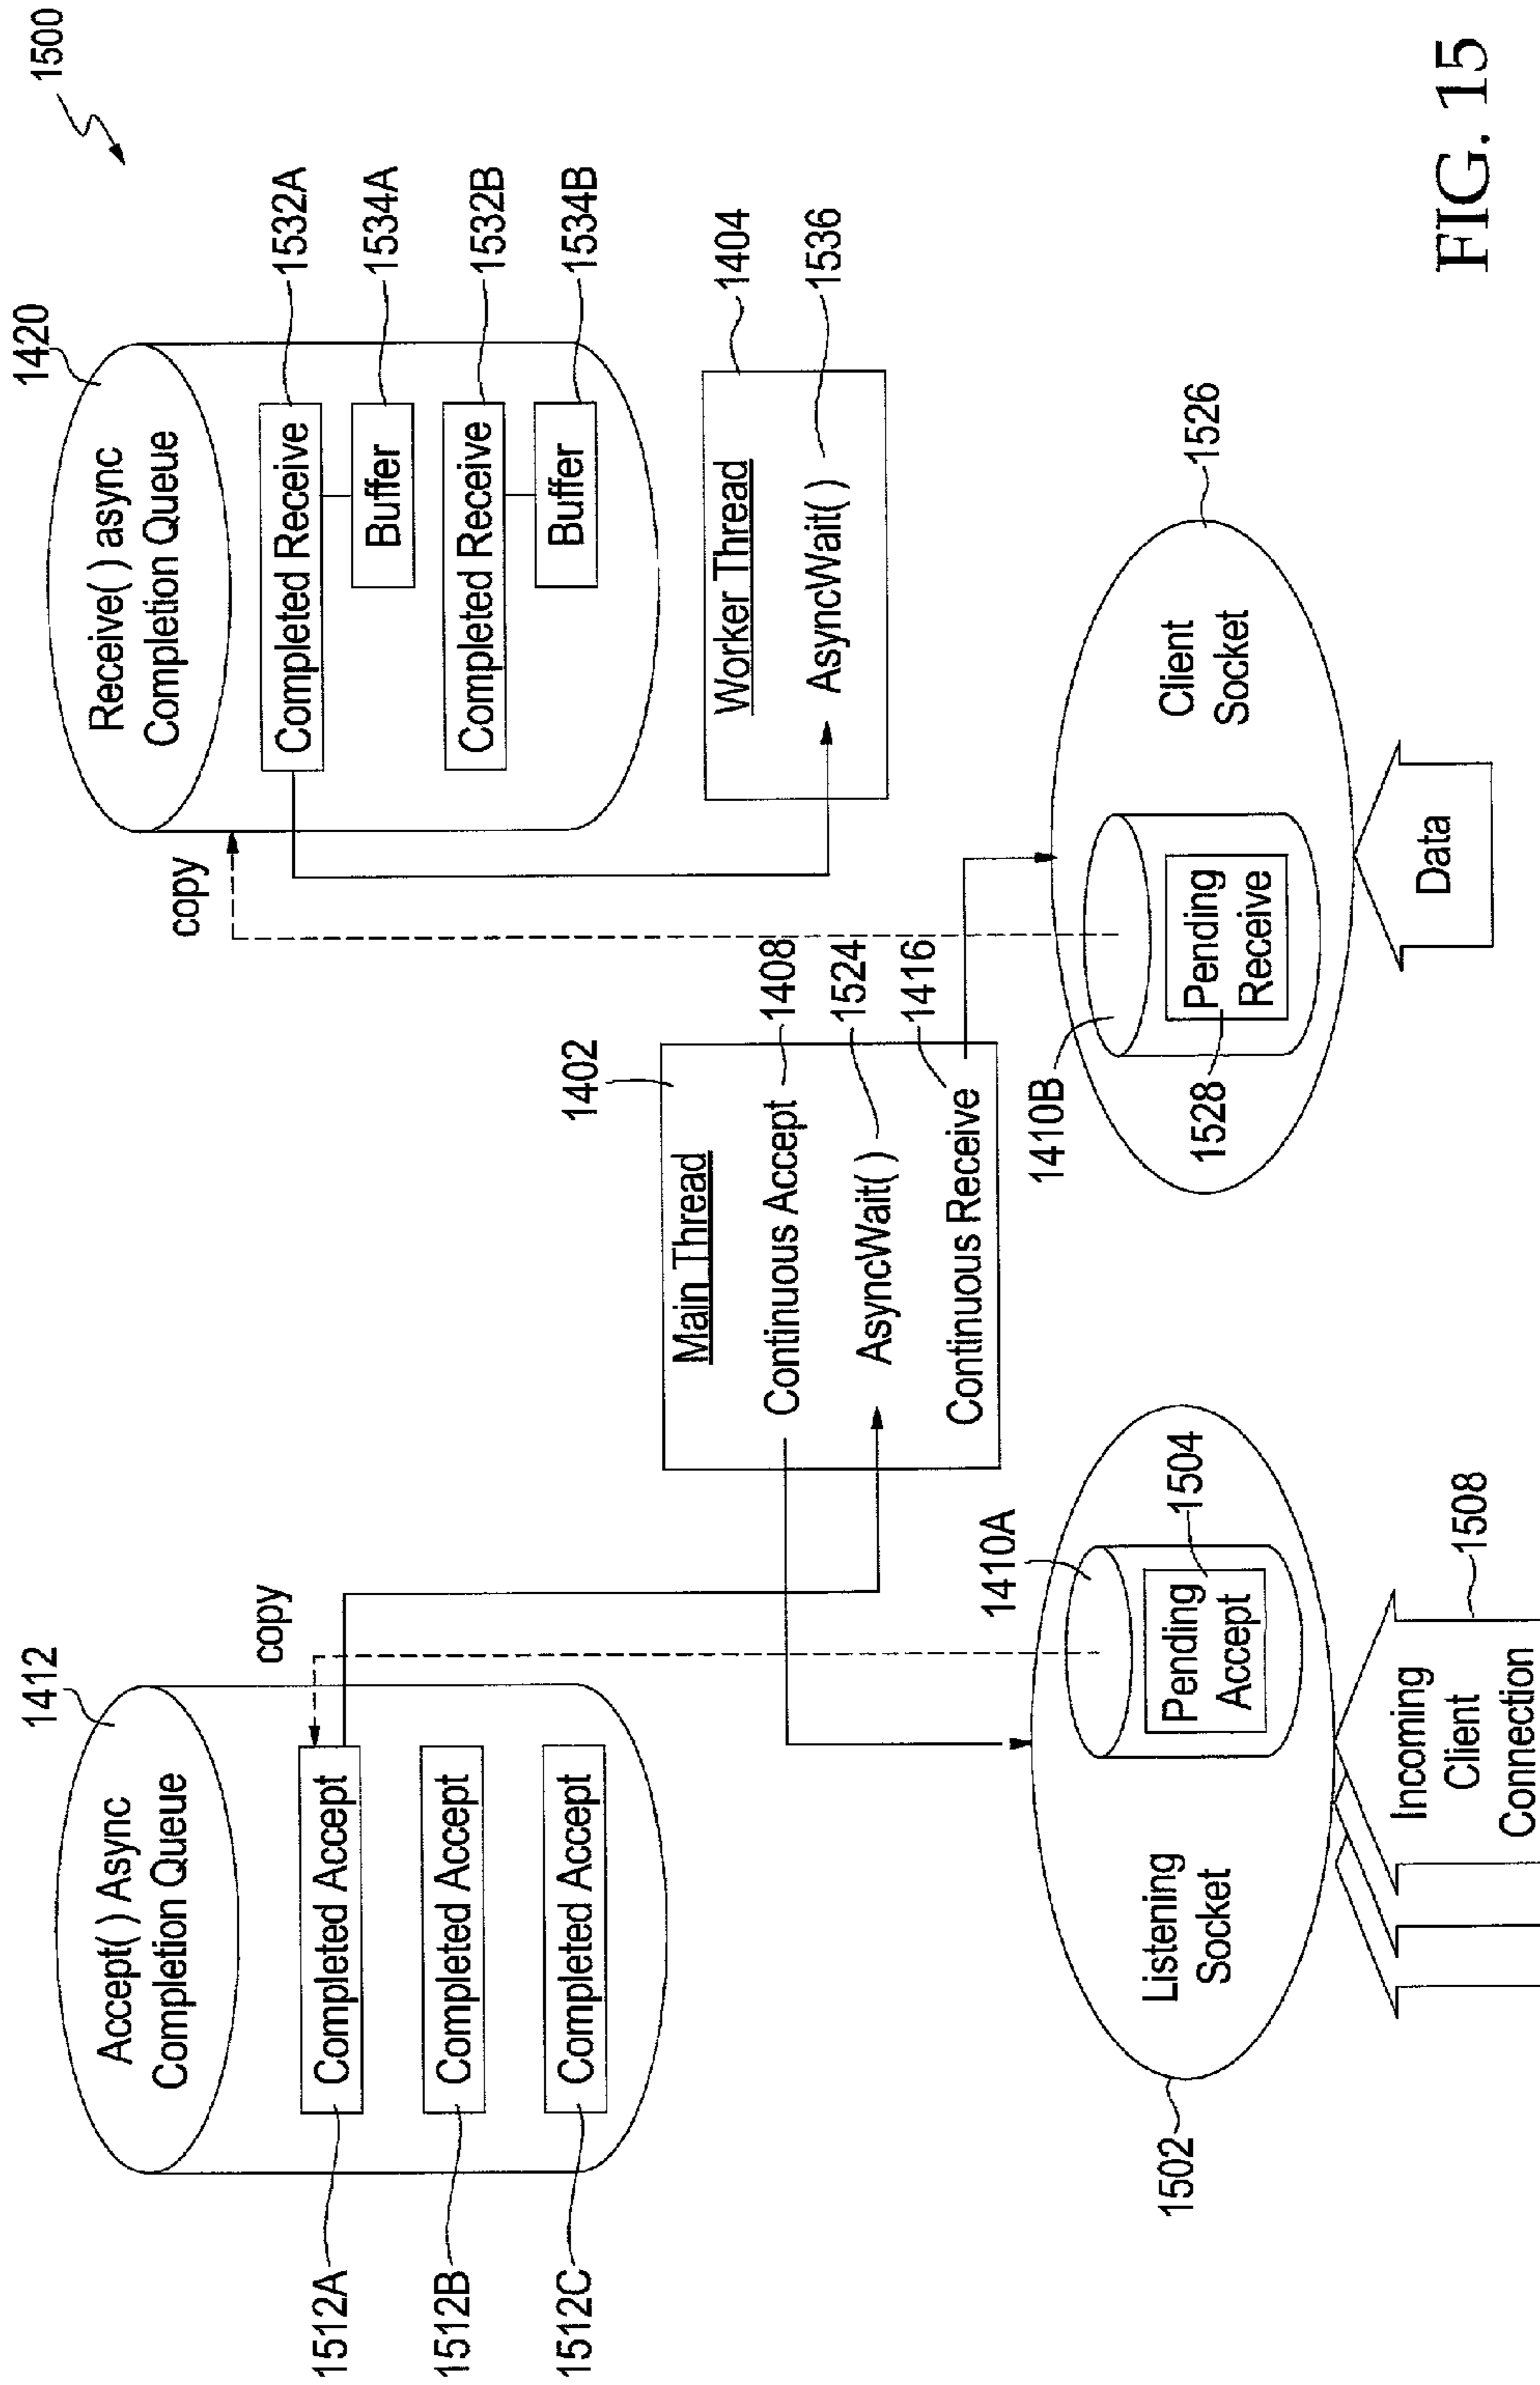 1500
1412
Accept( ) Async
Completion Queue
copy
Completed Accept
Completed Accept
Completed Accept
1512A
1512B
1512C
1420
Receive( ) async
Completion Queue
copy
Completed Receive
1532A
Buffer
1534A
Completed Receive
1532B
Buffer
1534B
1402
Main Thread
Continuous Accept
1408
AsyncWait( )
1524
Continuous Receive
1416
Worker Thread
1404
AsyncWait( )
1536
1502
Listening
Socket
1410A
Pending
Accept
1504
Incoming
Client
Connection
1508
1410B
1528
Pending
Receive
Client
Socket
1526
Data
FIG. 15